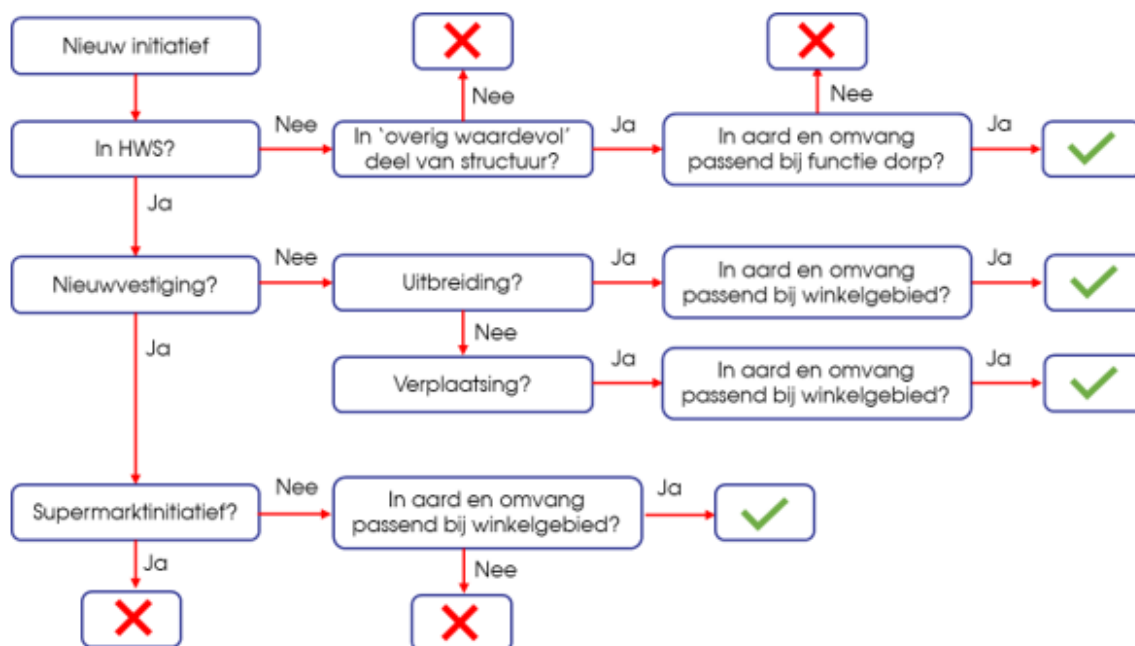 Nieuw initiatief
Nee
Nee
In HWS?
Nee
In 'overig waardevol'
deel van structuur?
Ja
In aard en omvang
passend bij functie dorp?
Ja
Ja
Nieuwvestiging?
Nee
Uitbreiding?
Ja
In aard en omvang
passend bij winkelgebied?
Ja
Nee
Ja
Verplaatsing?
Ja
In aard en omvang
passend bij winkelgebied?
Ja
Supermarktinitiatief?
Nee
In aard en omvang
passend bij winkelgebied?
Ja
Ja
Nee